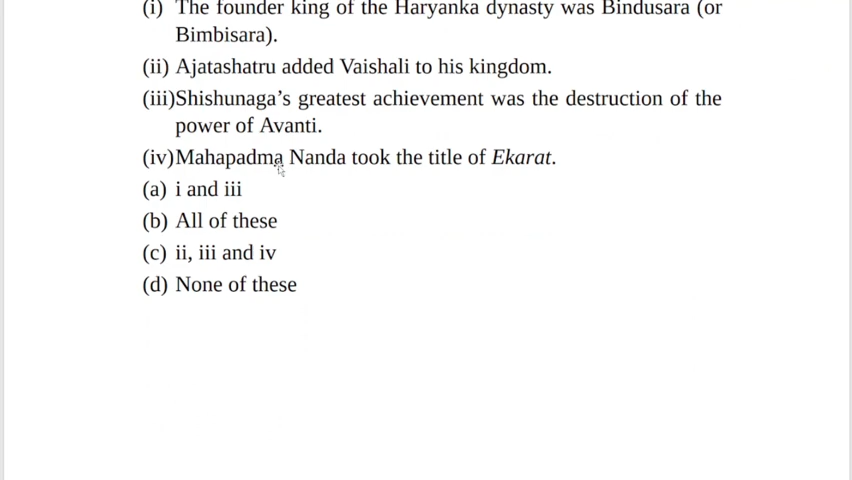 (i) The founder king of the Haryanka dynasty was Bindusara (or
Bimbisara).
(ii) Ajatashatru added Vaishali to his kingdom.
(iii)Shishunaga’s greatest achievement was the destruction of the
power of Avanti.
(iv)Mahapadma Nanda took the title of Ekarat.
(a) i and iii
(b) All of these
(c) ii, iii and iv
(d) None of these